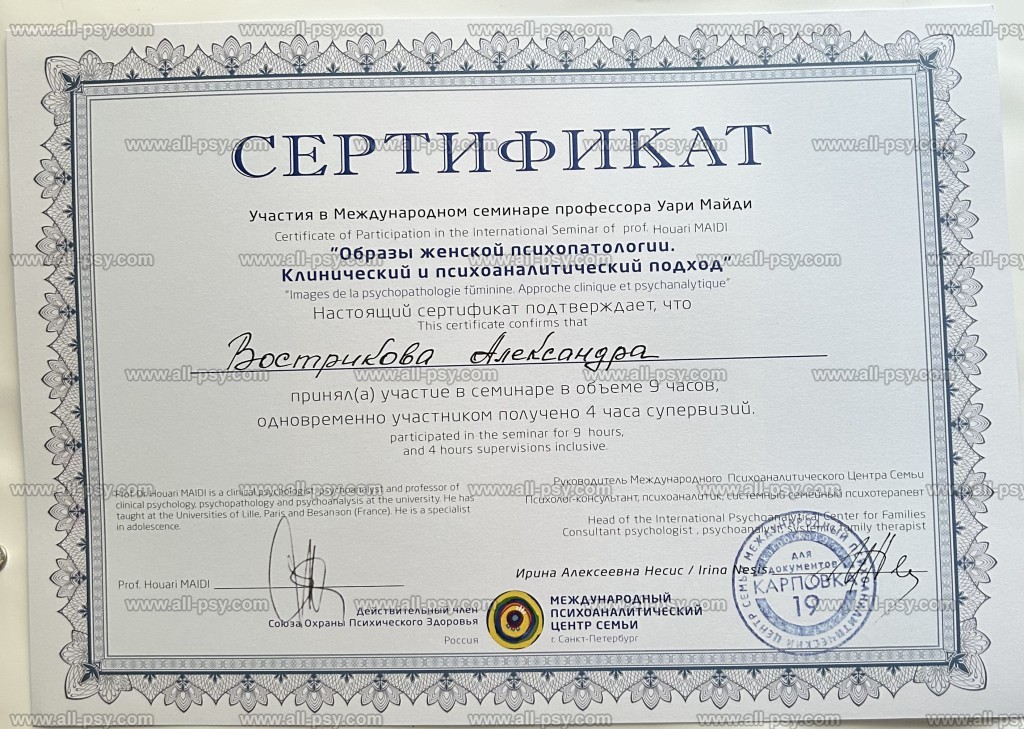 СЕРТИФИКАТ
Участия в Международном семинаре профессора Уари Майди
Certificate of Participation in the International Seminar of prof. Houari MAIDI
"Образы женской психопатологии.
Клинический и психоаналитический подход"
"Images de la psychopathologie fŭminine. Approche clinique et psychanalytique"
Настоящий сертификат подтверждает, что
This certificate confirms that
Вострикова Александра
принял(а) участие в семинаре в объеме 9 часов,
одновременно участником получено 4 часа супервизий.
participated in the seminar for 9 hours,
and 4 hours supervisions inclusive.
Prof. Dr. Houari MAIDI is a clinical psychologist, psychoanalyst and professor of
clinical psychology, psychopathology and psychoanalysis at the university. He has
taught at the Universities of Lille, Paris and Besanaon (France). He is a specialist
in adolescence.
Prof. Houari MAIDI
Руководитель Международного Психоаналитического Центра Семьи
Психолог-консультант, психоаналитик, системный семейный психотерапевт
Head of the International Psychoanalytical Center for Families
Consultant psychologist , psychoanalyst, systemic family therapist
Ирина Алексеевна Несис / Irina Nesis
Действительный член
Союза Охраны Психического Здоровья
Россия
МЕЖДУНАРОДНЫЙ
ПСИХОАНАЛИТИЧЕСКИЙ
ЦЕНТР СЕМЬИ
г. Санкт-Петербург
МЕЖДУНАРОДНЫЙ ПСИХОАНАЛИТИЧЕСКИЙ ЦЕНТР СЕМЬИ
для
документов
КАРПОВКА
19
www.all-psy.com